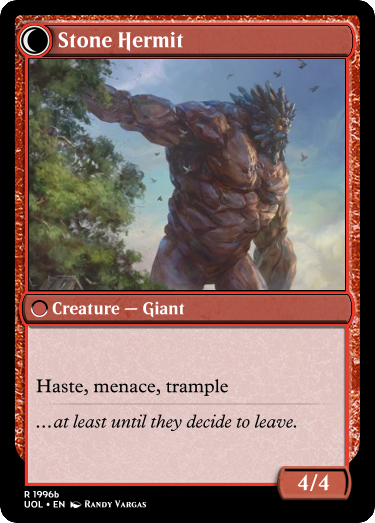 Stone Hermit
Creature — Giant
Haste, menace, trample
...at least until they decide to leave.
4/4
R 1996b
UOL • EN Randy Vargas